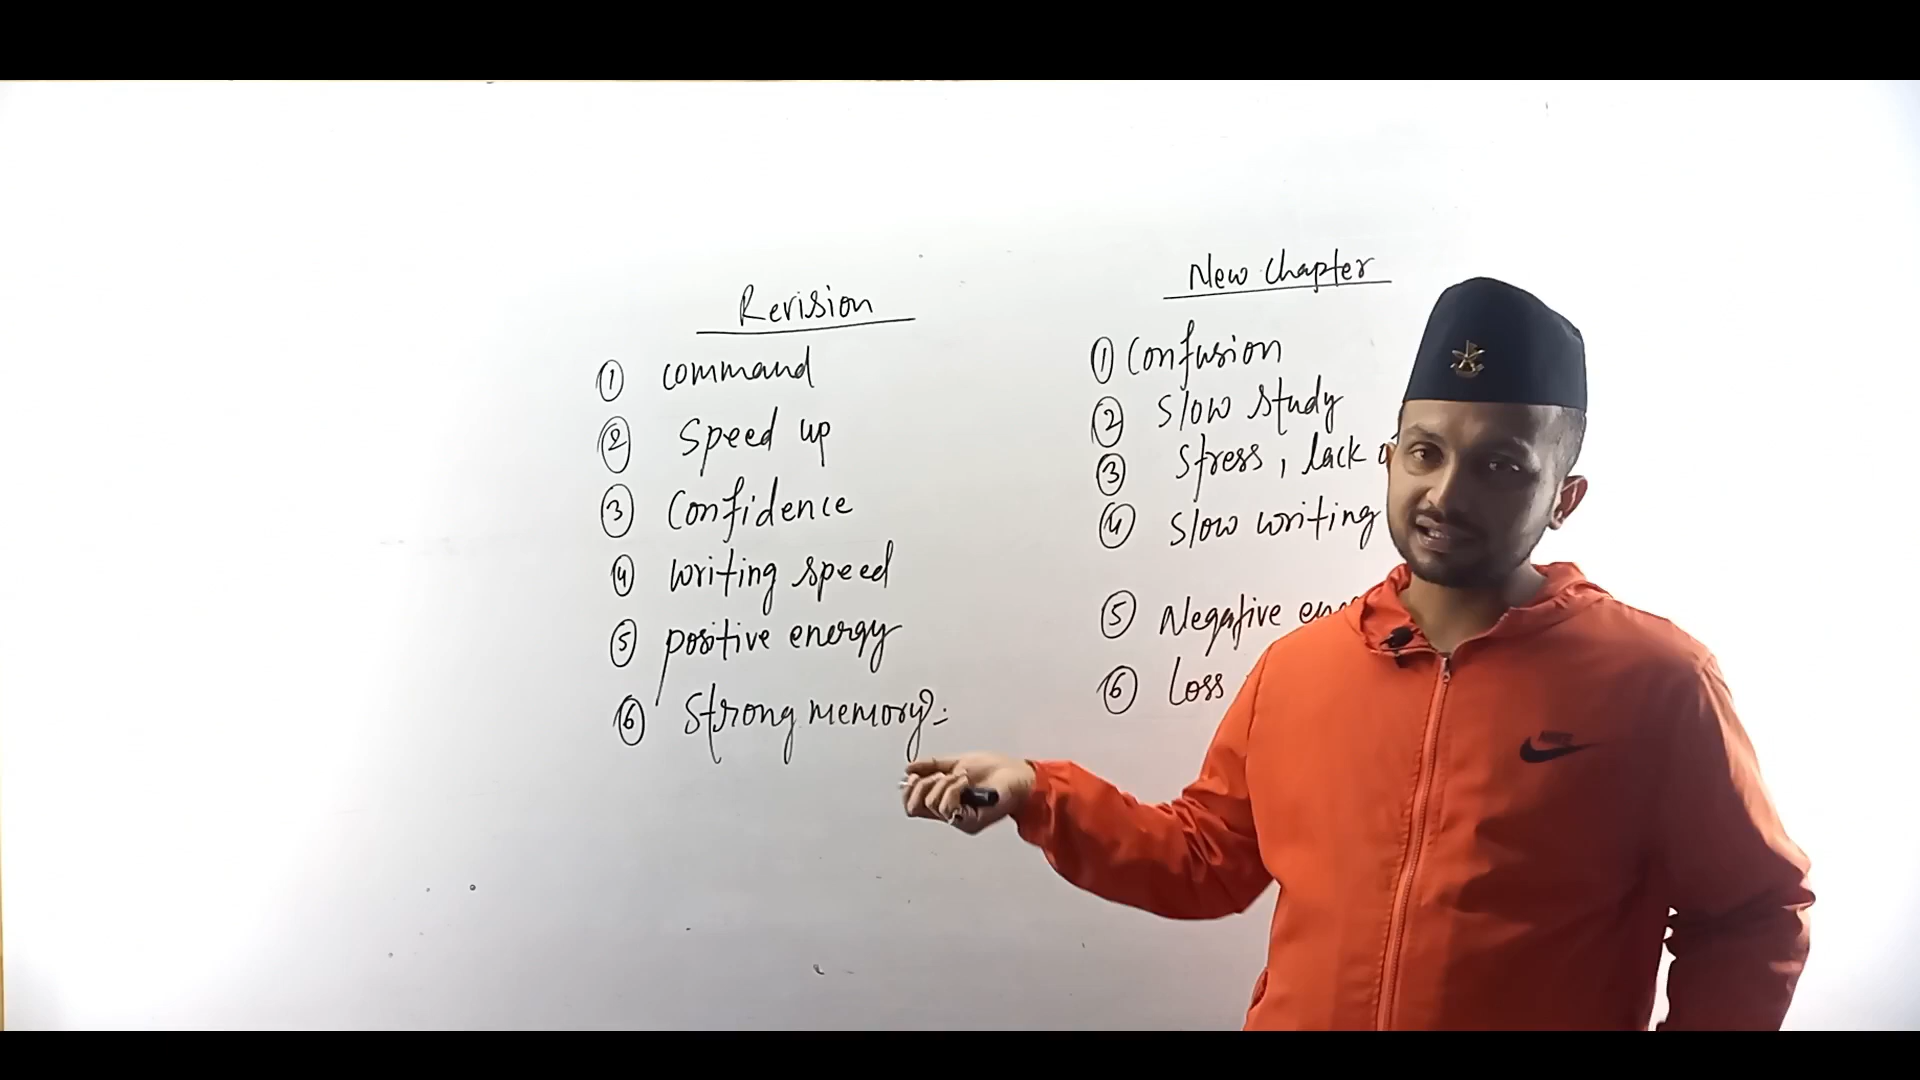 Revision
① command
② speed up
③ Confidence
④ writing speed
⑤ positive energy
⑥ Strong memory
New Chapter
① Confusion
② slow study
③ stress, lack
④ slow writing
⑤ Negative
⑥ Loss